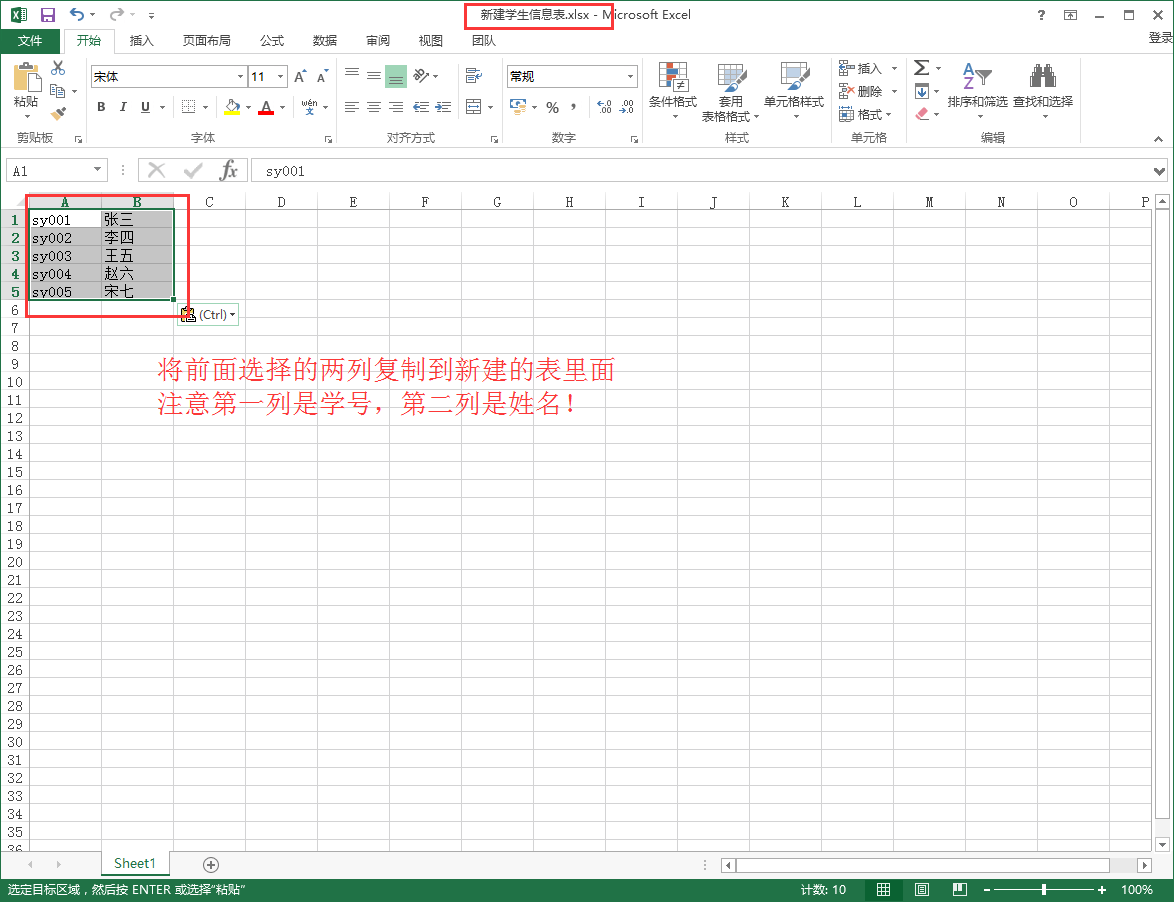 新建学生信息表.xlsx - Microsoft Excel
?
登录
文件 开始 插入 页面布局 公式 数据 审阅 视图 团队
宋体 11 A A 常规
粘贴
B I U A wén 文 % , .0 .00 .00 .0
条件格式 套用 表格格式 单元格样式
插入
删除
格式
Σ
A Z 排序和筛选 查找和选择
剪贴板 字体 对齐方式 数字 样式 单元格 编辑
A1 fx sy001
A B C D E F G H I J K L M N O P
1 sy001 张三
2 sy002 李四
3 sy003 王五
4 sy004 赵六
5 sy005 宋七
6
(Ctrl)
7
8
9
将前面选择的两列复制到新建的表里面
10
11
注意第一列是学号，第二列是姓名！
12
13
14
15
16
17
18
19
20
21
22
23
24
25
26
27
28
29
30
31
32
33
34
35
36
Sheet1
选定目标区域，然后按 ENTER 或选择"粘贴" 计数: 10 100%